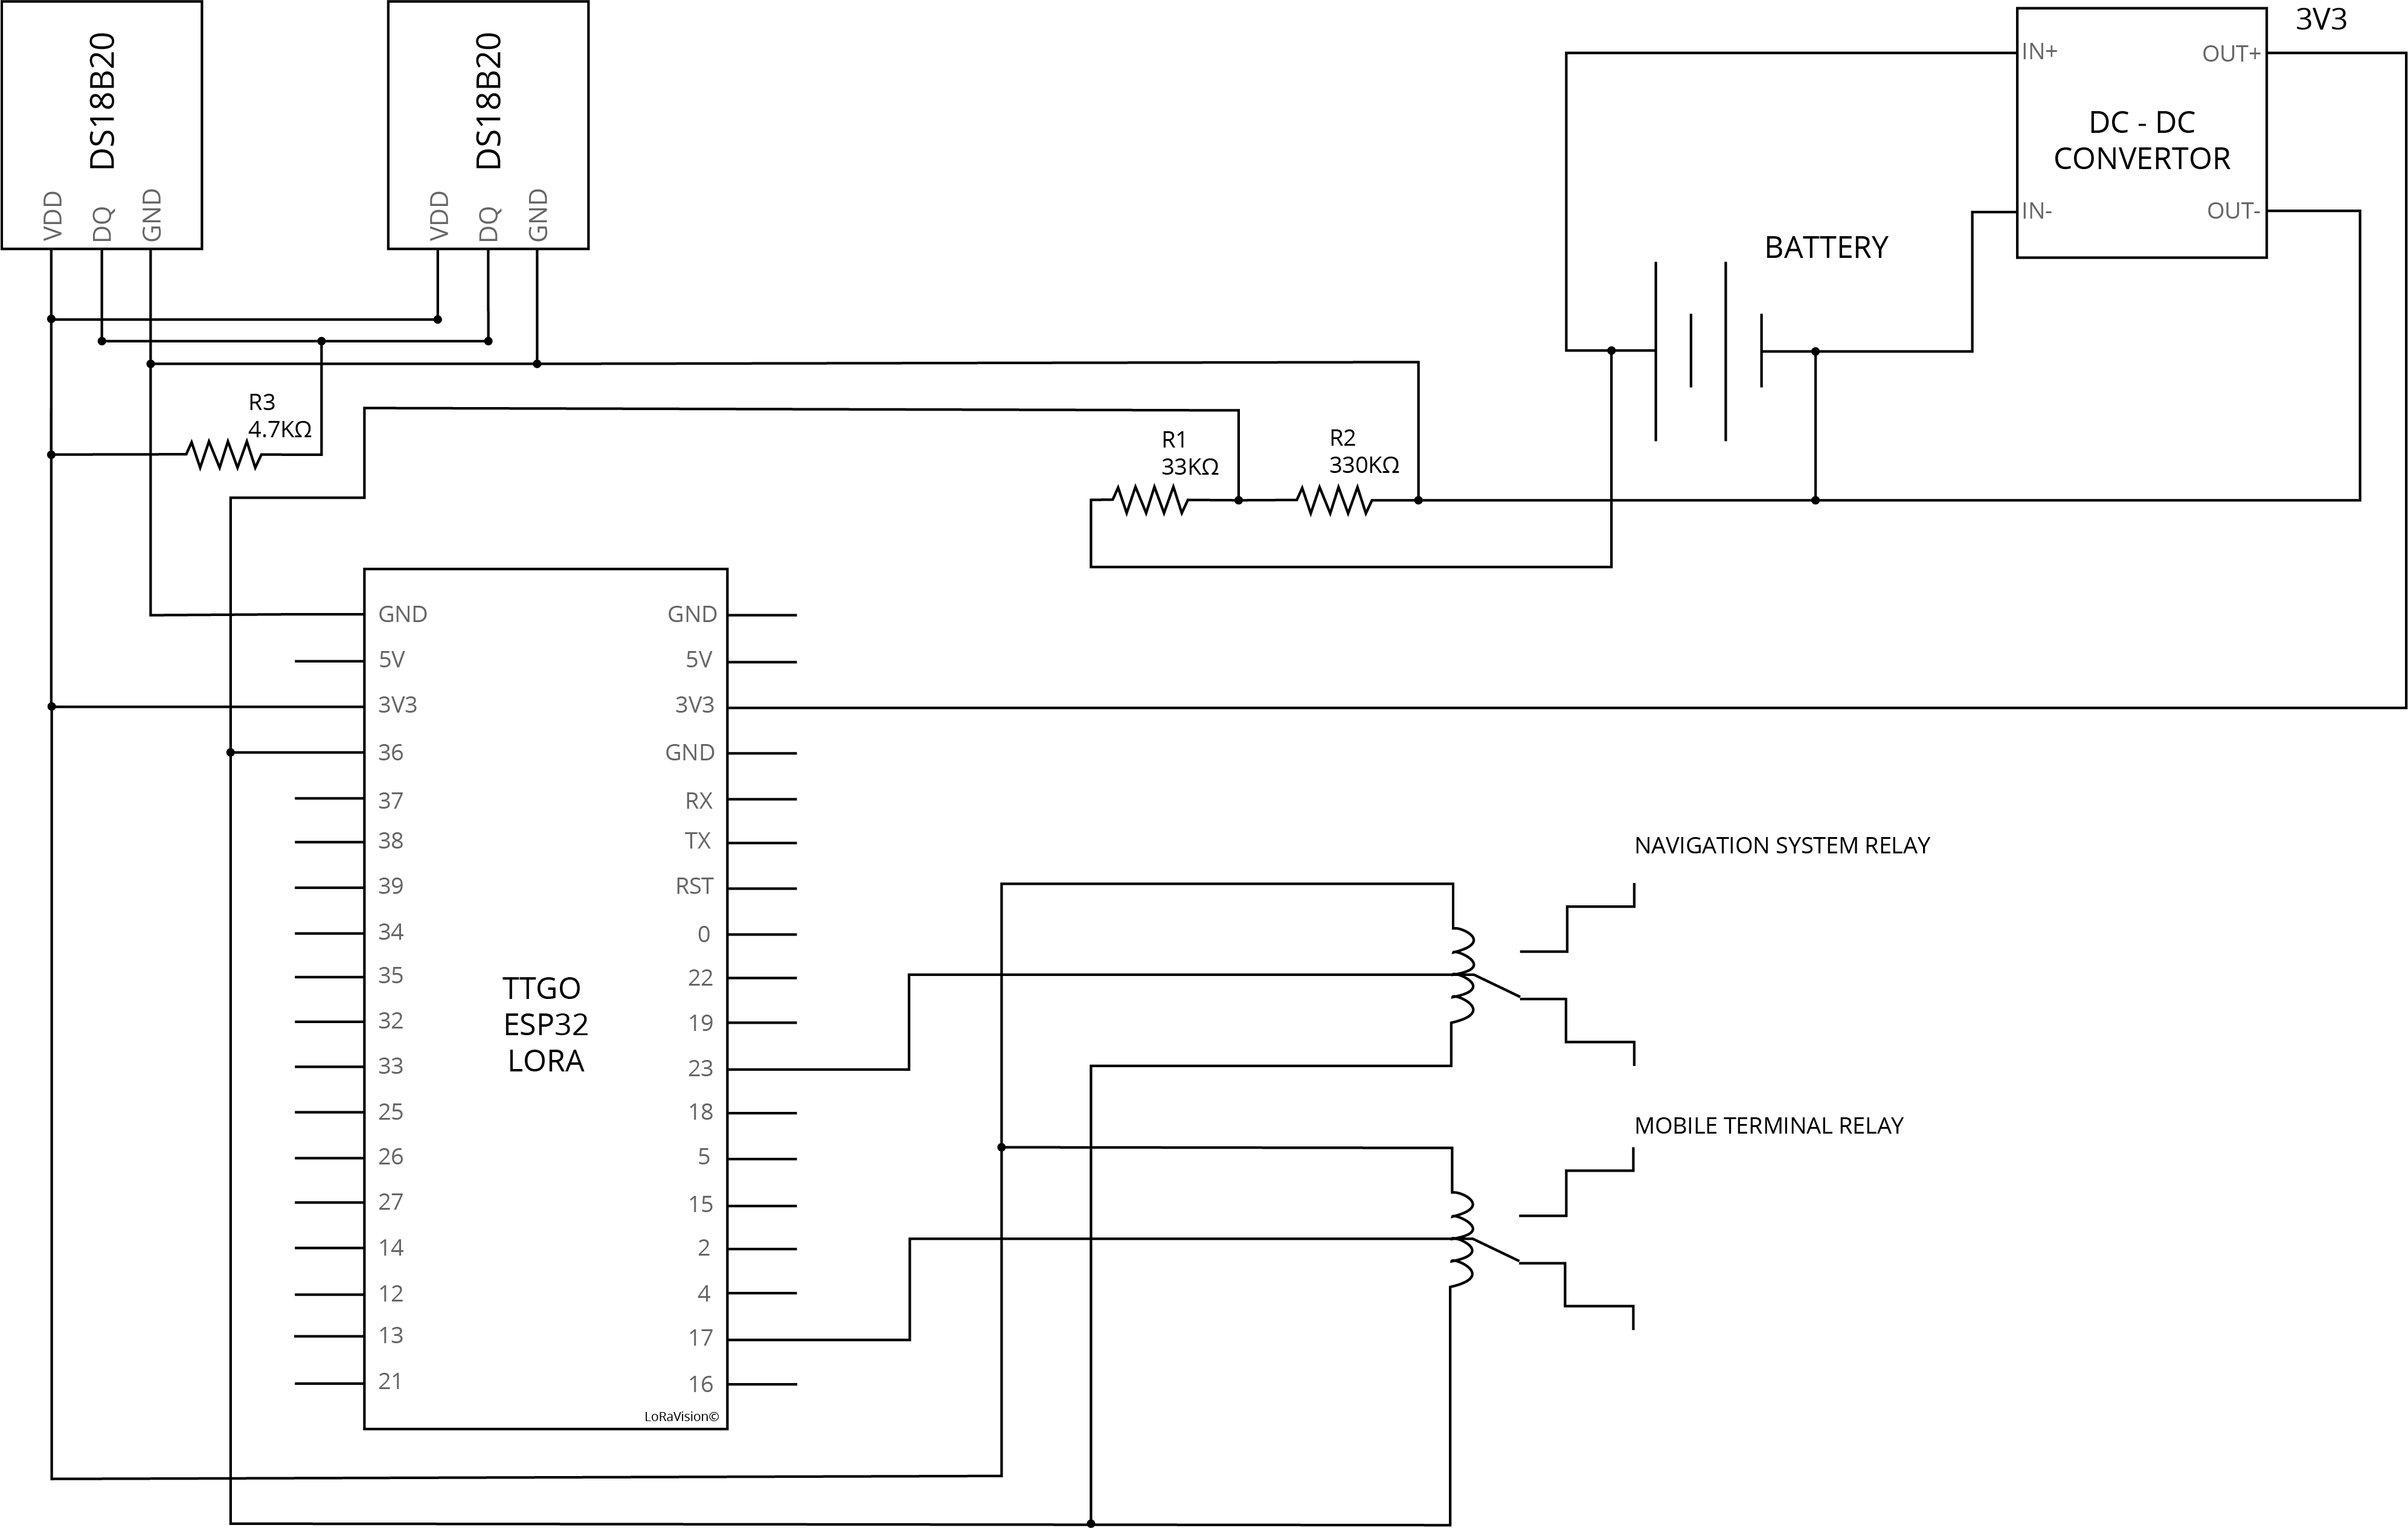 DS18B20
VDD
DQ
GND
DS18B20
VDD
DQ
GND
3V3
IN+
OUT+
DC - DC
CONVERTOR
IN-
OUT-
BATTERY
R3
4.7KΩ
R1
33KΩ
R2
330KΩ
GND
5V
3V3
36
37
38
39
34
35
32
33
25
26
27
14
12
13
21
TTGO
ESP32
LORA
GND
5V
3V3
GND
RX
TX
RST
0
22
19
23
18
5
15
2
4
17
16
LoRaVision©
NAVIGATION SYSTEM RELAY
MOBILE TERMINAL RELAY